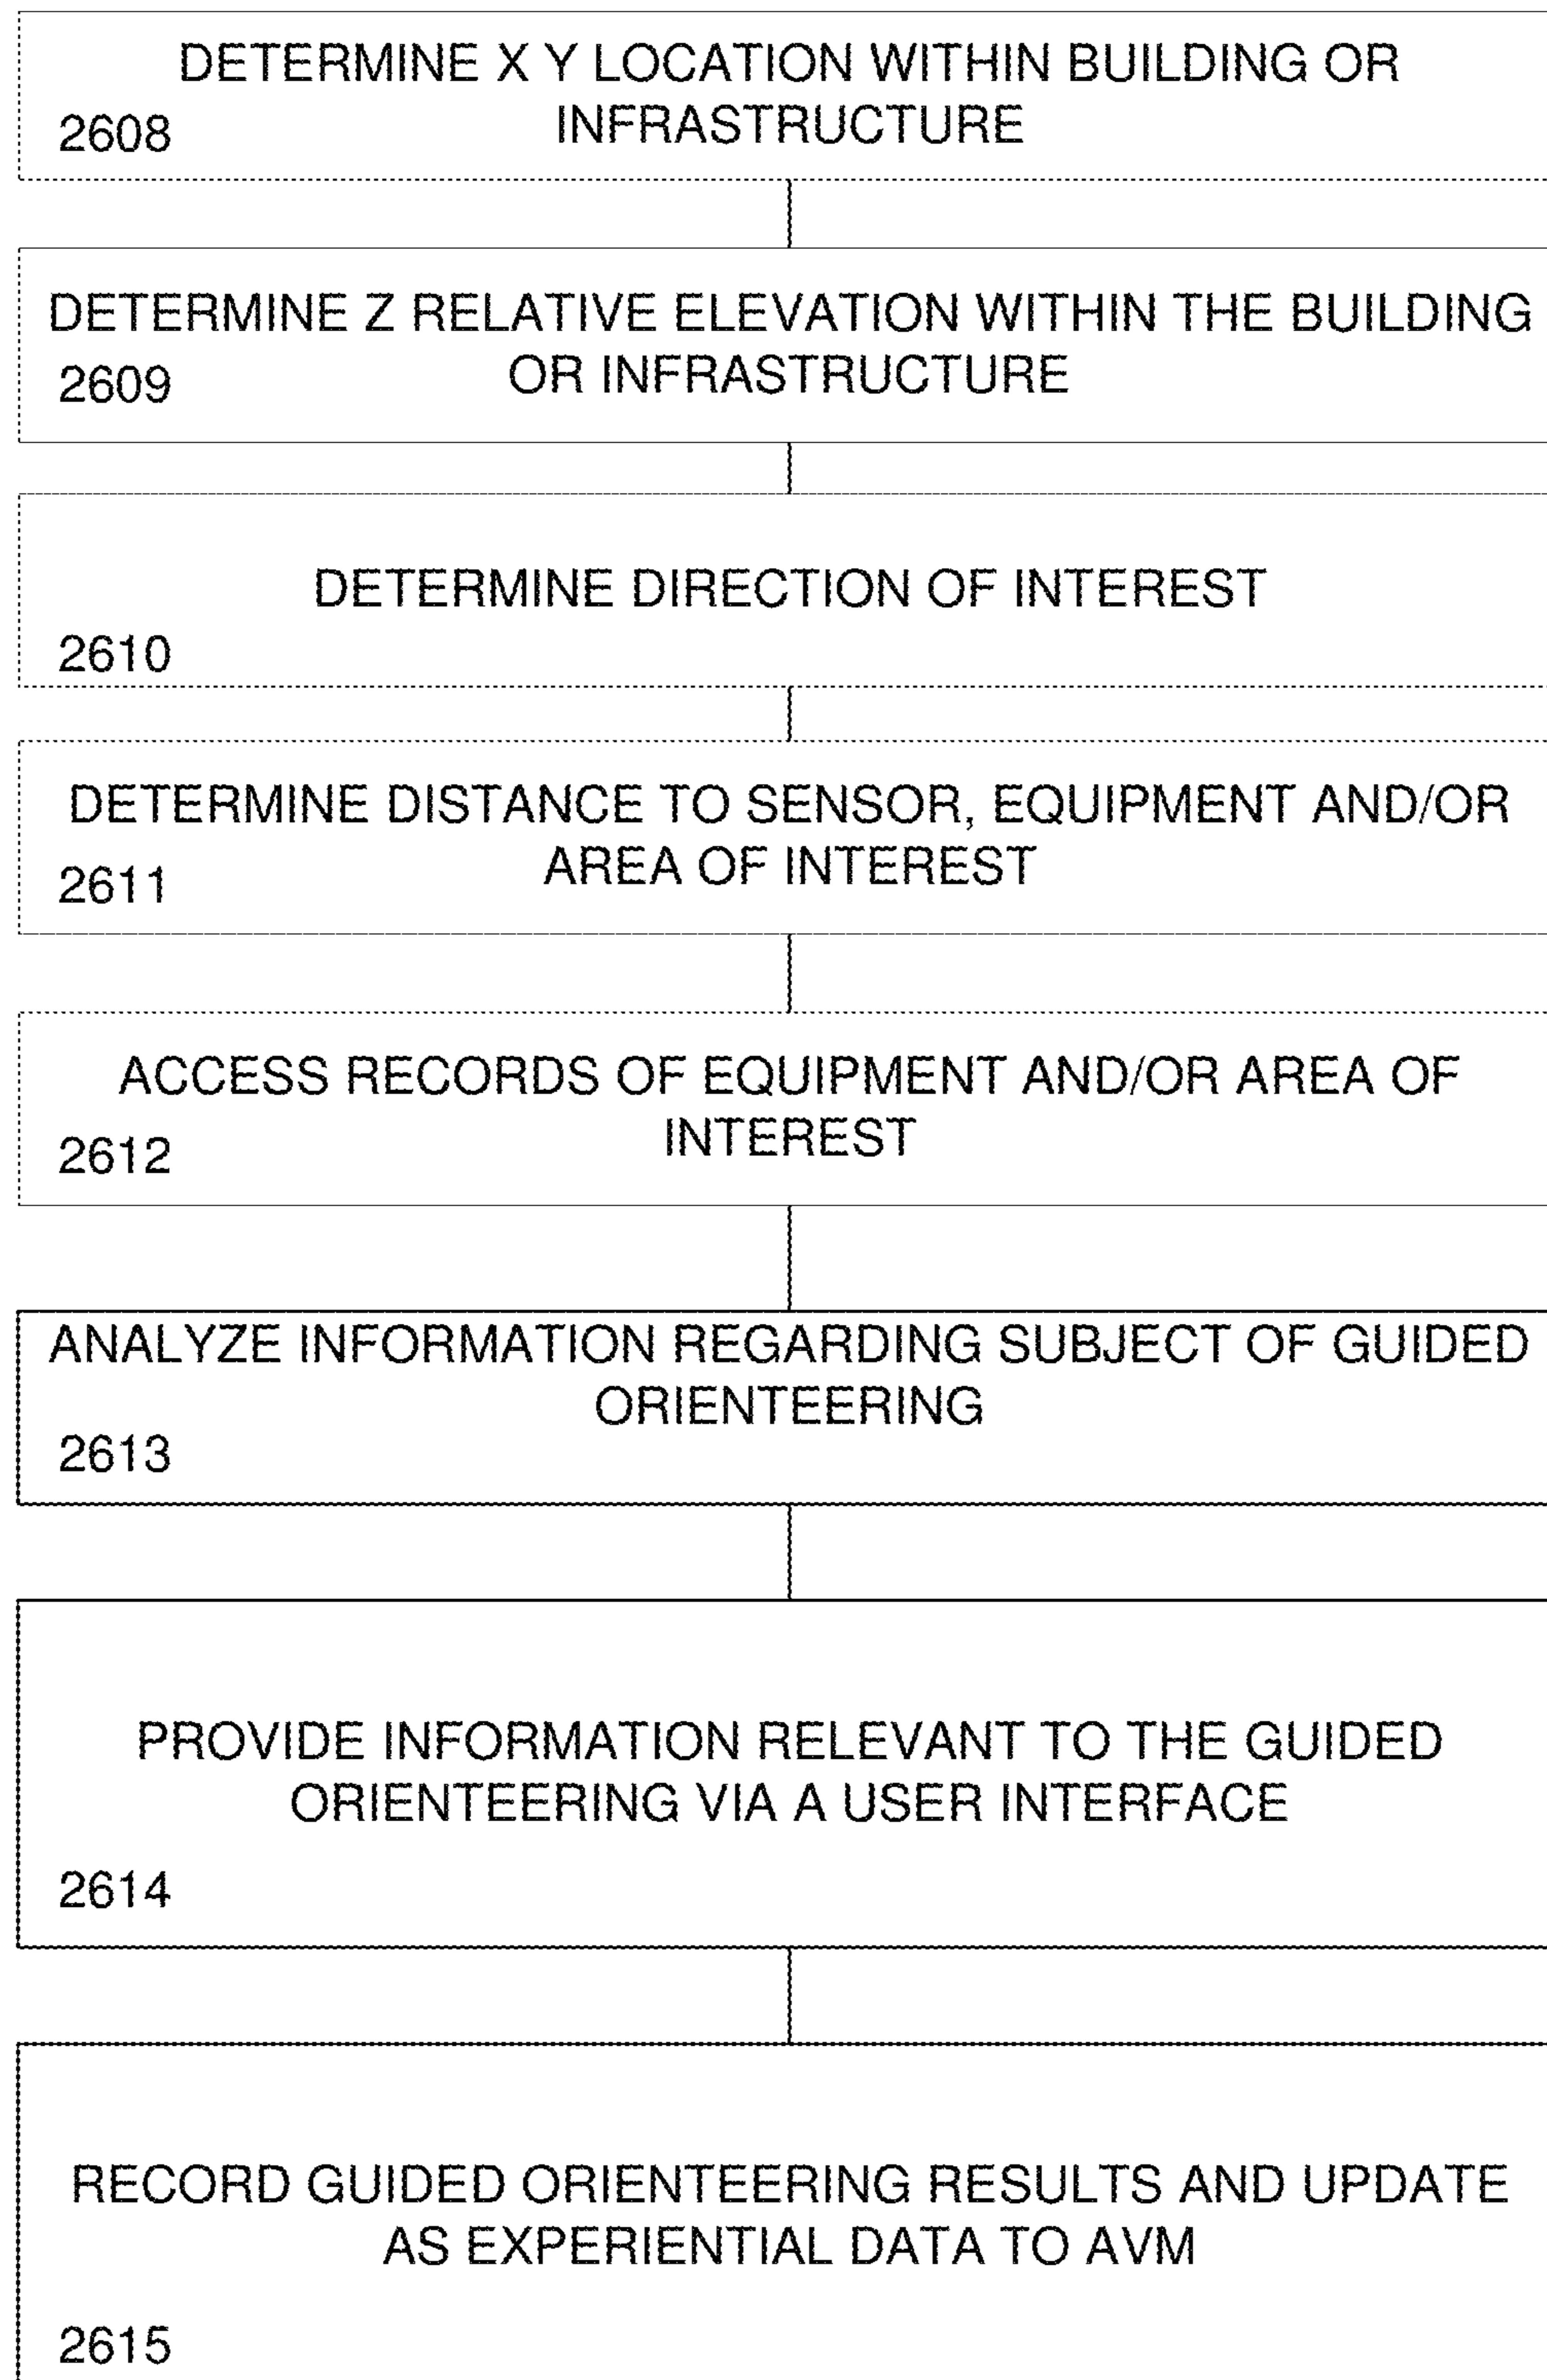 DETERMINE X Y LOCATION WITHIN BUILDING OR
INFRASTRUCTURE
2608
DETERMINE Z RELATIVE ELEVATION WITHIN THE BUILDING
OR INFRASTRUCTURE
2609
DETERMINE DIRECTION OF INTEREST
2610
DETERMINE DISTANCE TO SENSOR, EQUIPMENT AND/OR
AREA OF INTEREST
2611
ACCESS RECORDS OF EQUIPMENT AND/OR AREA OF
INTEREST
2612
ANALYZE INFORMATION REGARDING SUBJECT OF GUIDED
ORIENTEERING
2613
PROVIDE INFORMATION RELEVANT TO THE GUIDED
ORIENTEERING VIA A USER INTERFACE
2614
RECORD GUIDED ORIENTEERING RESULTS AND UPDATE
AS EXPERIENTIAL DATA TO AVM
2615